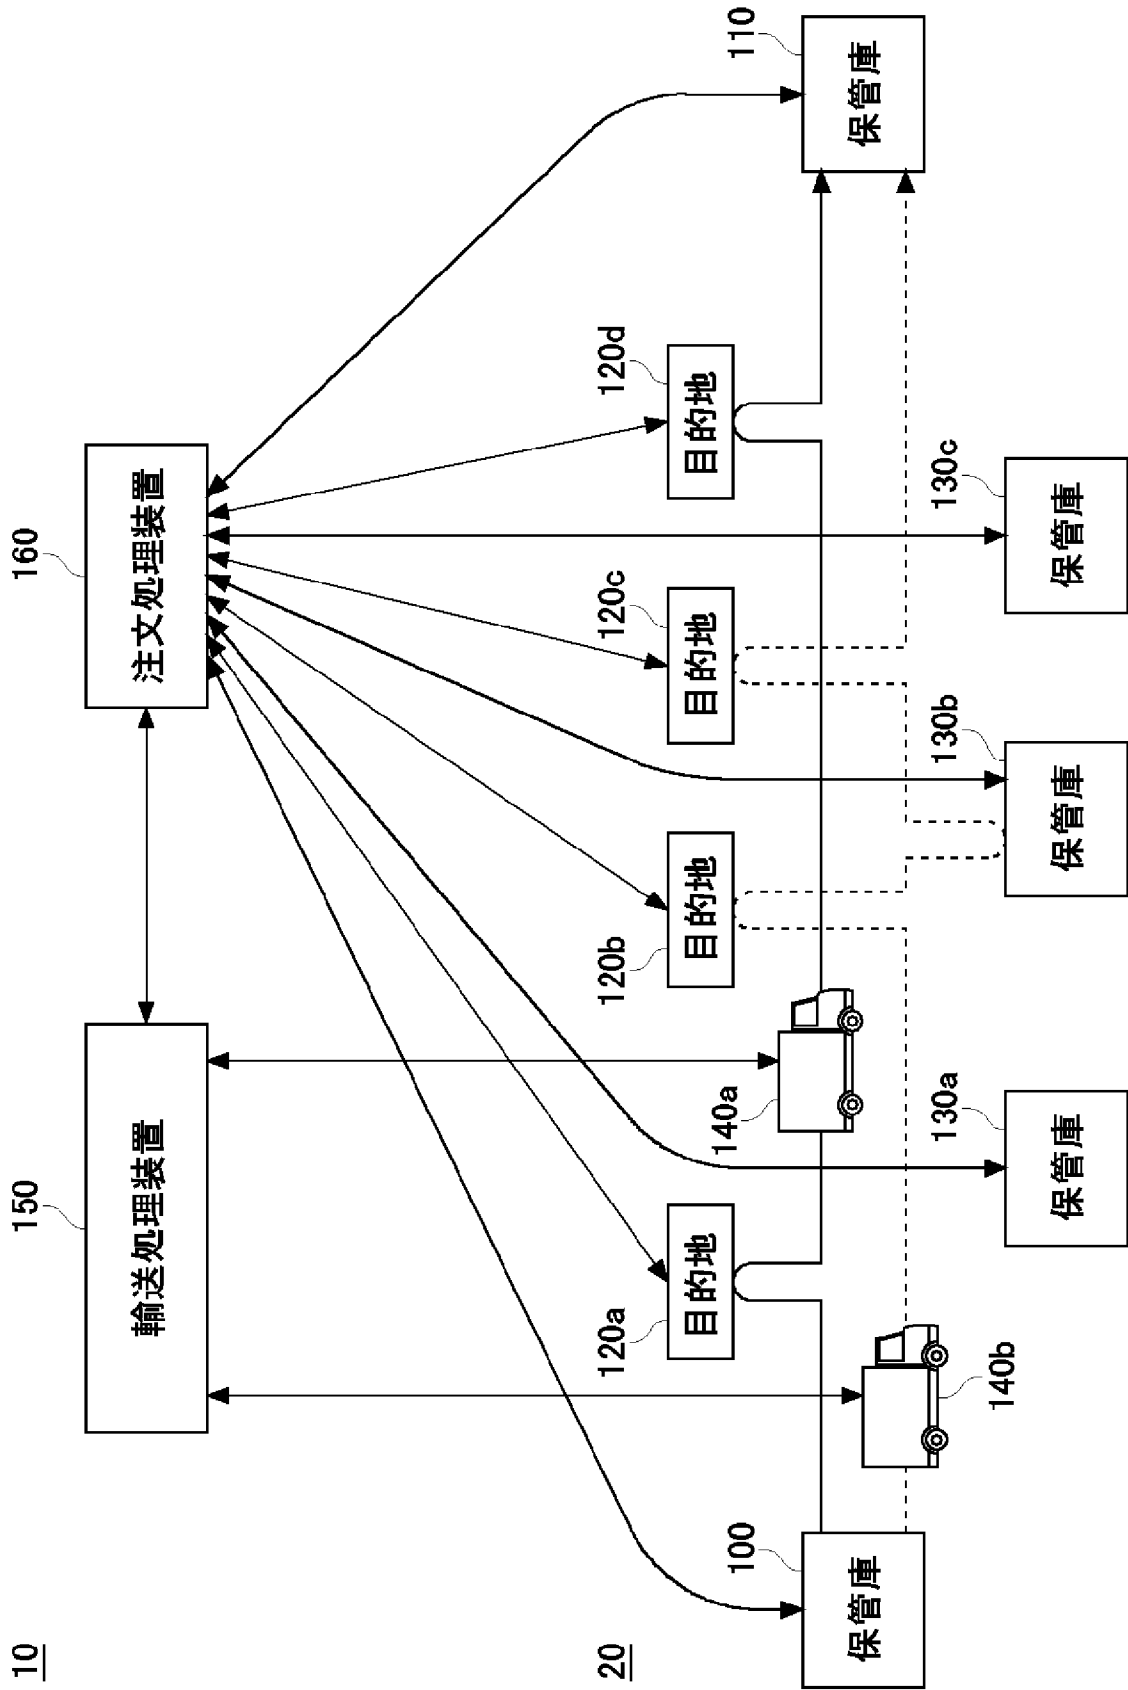 10
150
輸送処理装置
160
注文処理装置
20
100
保管庫
120a
目的地
140a
140b
120b
目的地
120c
目的地
120d
目的地
110
保管庫
130a
保管庫
130b
保管庫
130c
保管庫